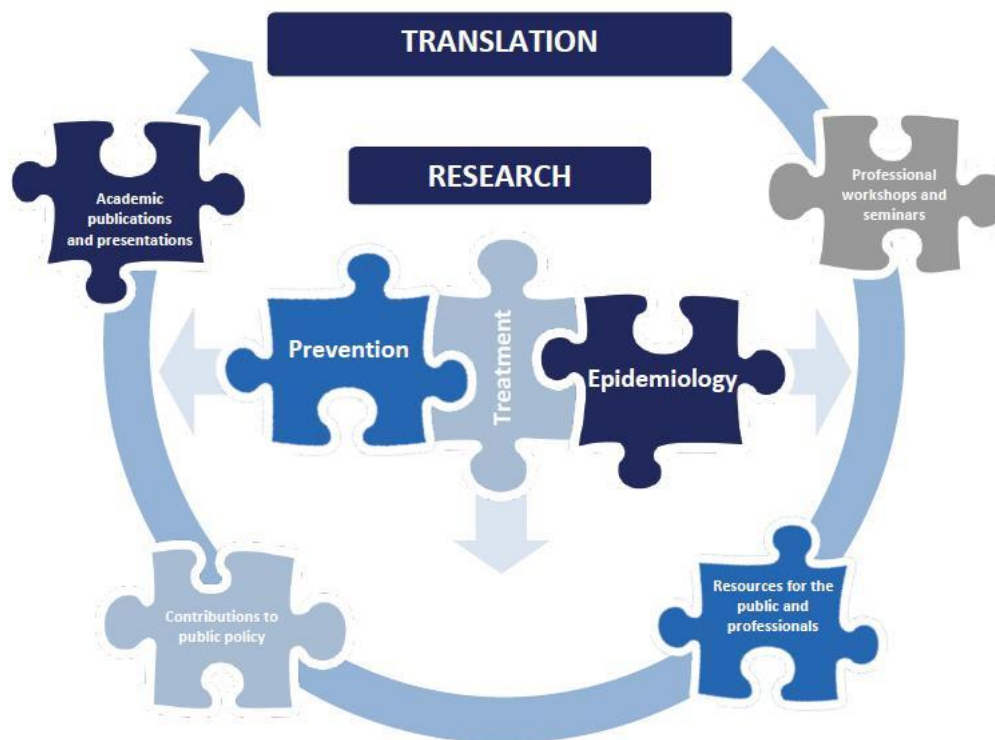 TRANSLATION
RESEARCH
Academic
publications
and presentations
Professional
workshops and
seminars
Prevention
Treatment
Epidemiology
Contributions to
public policy
Resources for the
public and
professionals